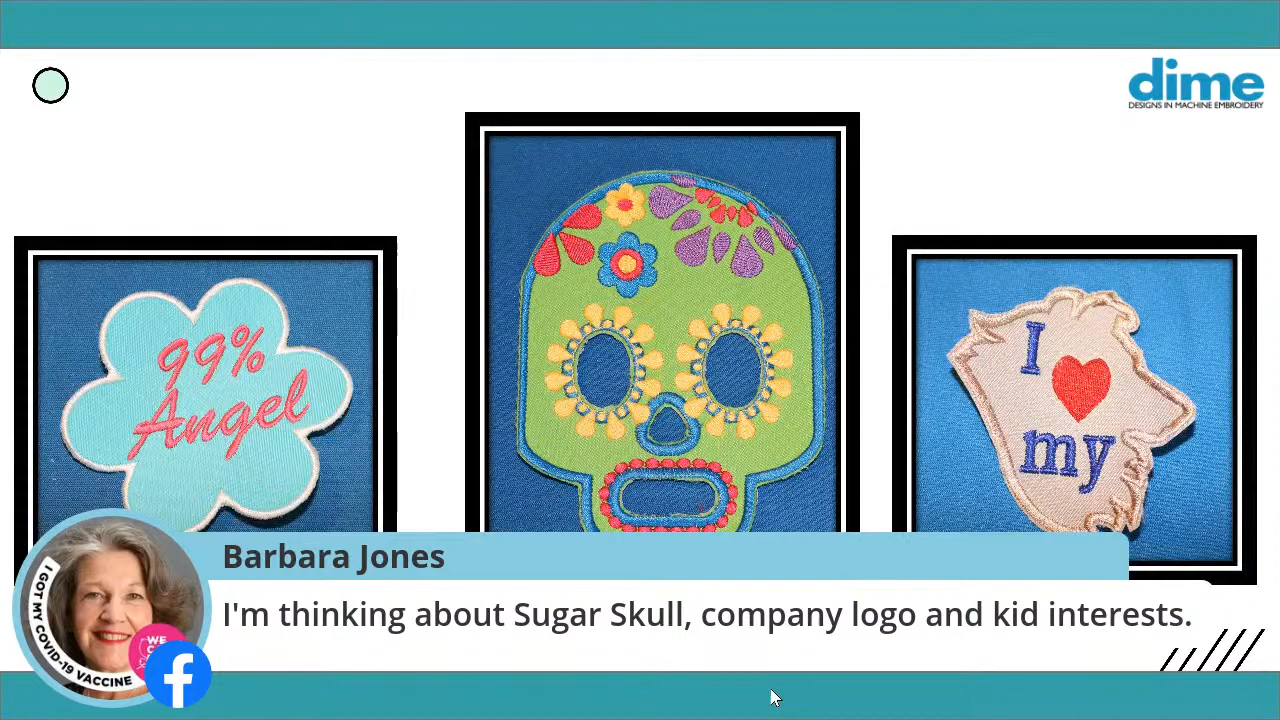 dime
DESIGNS IN MACHINE EMBROIDERY
99%
Angel
I
my
Barbara Jones
I'm thinking about Sugar Skull, company logo and kid interests.
I GOT MY COVID-19 VACCINE
WE